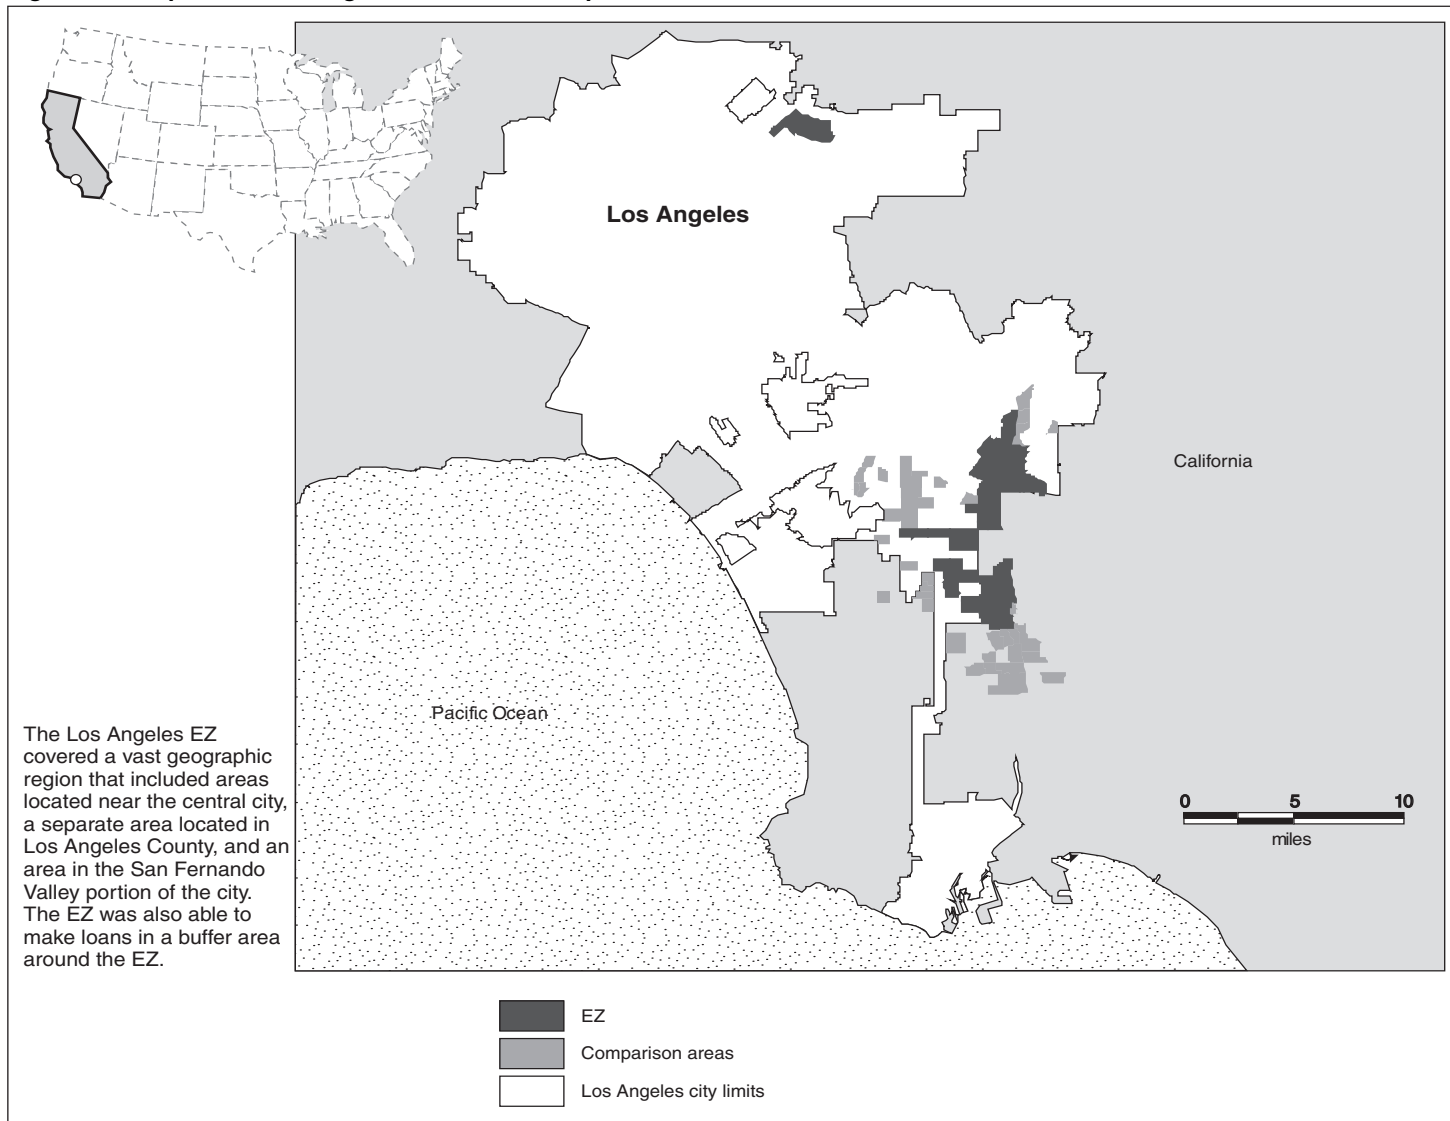 Los Angeles
California
Pacific Ocean
The Los Angeles EZ
covered a vast geographic
region that included areas
located near the central city,
a separate area located in
Los Angeles County, and an
area in the San Fernando
Valley portion of the city.
The EZ was also able to
make loans in a buffer area
around the EZ.
0 5 10
miles
EZ
Comparison areas
Los Angeles city limits